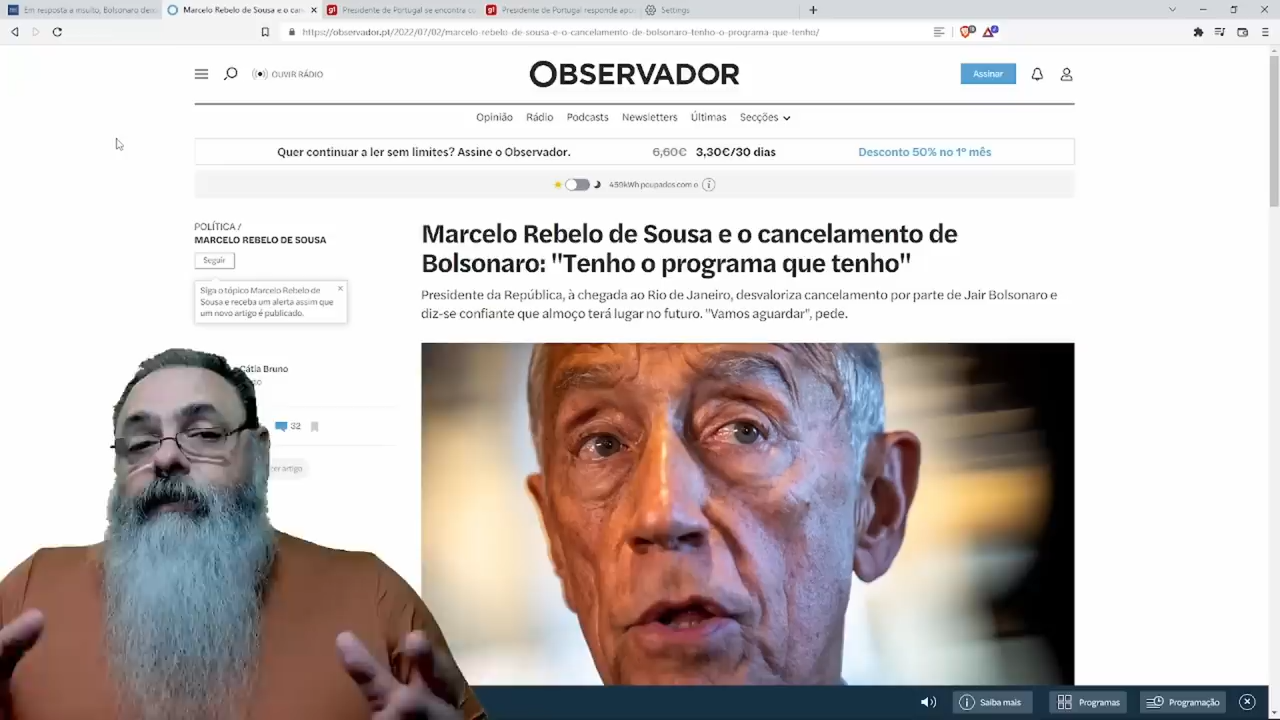 Em resposta a insulto, Bolsonaro desm
Marcelo Rebelo de Sousa e o can
Presidente de Portugal se encontra co
Presidente de Portugal responde apó
Settings
https://observador.pt/2022/07/02/marcelo-rebelo-de-sousa-e-o-cancelamento-de-bolsonaro-tenho-o-programa-que-tenho/
OUVIR RÁDIO
OBSERVADOR
Assinar
Opinião Rádio Podcasts Newsletters Últimas Secções
Quer continuar a ler sem limites? Assine o Observador. 6,60€ 3,30€/30 dias Desconto 50% no 1º mês
459kWh poupados com o
POLÍTICA /
MARCELO REBELO DE SOUSA
Seguir
Siga o tópico Marcelo Rebelo de
Sousa e receba um alerta assim que
um novo artigo é publicado.
Marcelo Rebelo de Sousa e o cancelamento de
Bolsonaro: "Tenho o programa que tenho"
Presidente da República, à chegada ao Rio de Janeiro, desvaloriza cancelamento por parte de Jair Bolsonaro e
diz-se confiante que almoço terá lugar no futuro. "Vamos aguardar", pede.
Cátia Bruno
32
cer artigo
Saiba mais
Programas
Programação